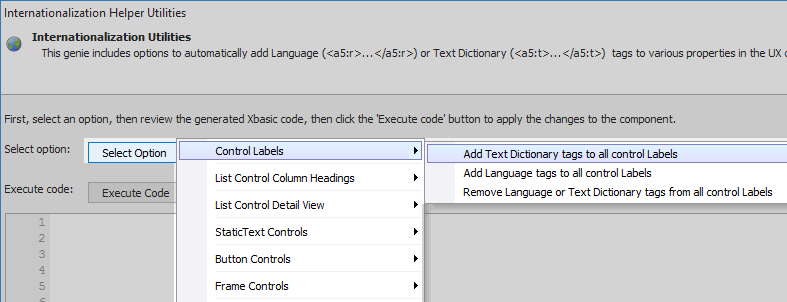 Internationalization Helper Utilities
Internationalization Utilities
This genie includes options to automatically add Language (<a5:r>...</a5:r>) or Text Dictionary (<a5:t>...</a5:t>) tags to various properties in the UX
First, select an option, then review the generated Xbasic code, then click the 'Execute code' button to apply the changes to the component.
Select option:
Select Option
Control Labels
Add Text Dictionary tags to all control Labels
Add Language tags to all control Labels
Remove Language or Text Dictionary tags from all control Labels
List Control Column Headings
Execute code:
Execute Code
List Control Detail View
StaticText Controls
Button Controls
Frame Controls
1
2
3
4
5